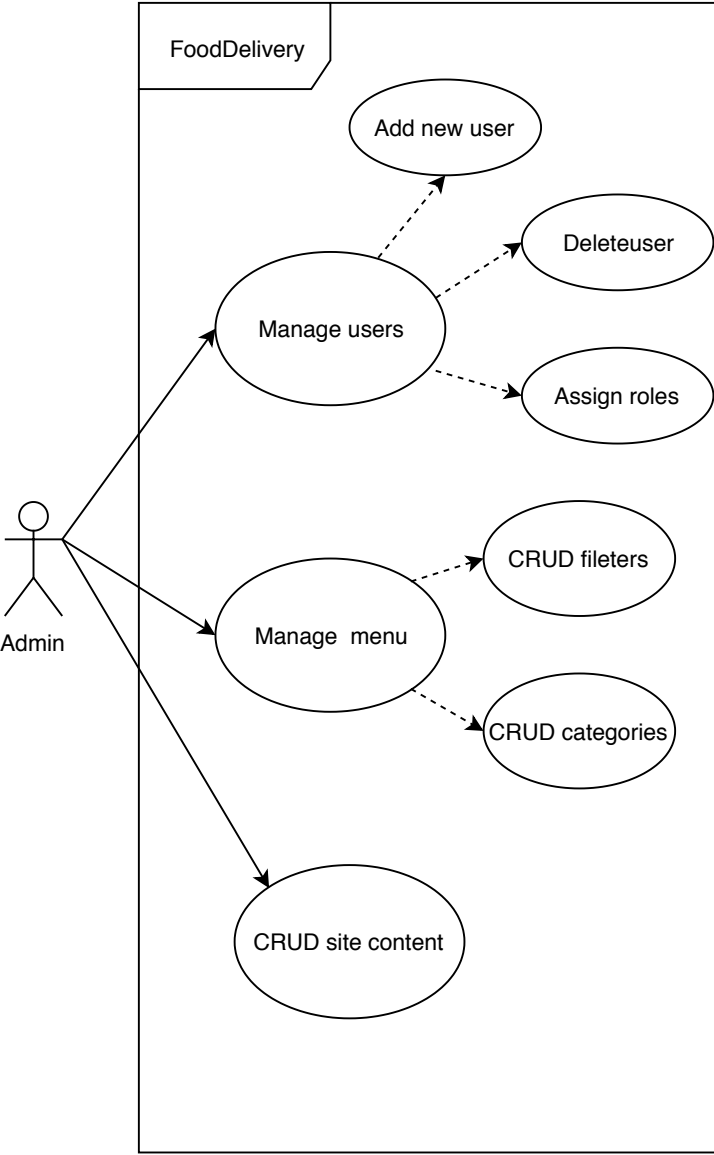 FoodDelivery
Add new user
Deleteuser
Manage users
Assign roles
CRUD fileters
Admin
Manage  menu
CRUD categories
CRUD site content